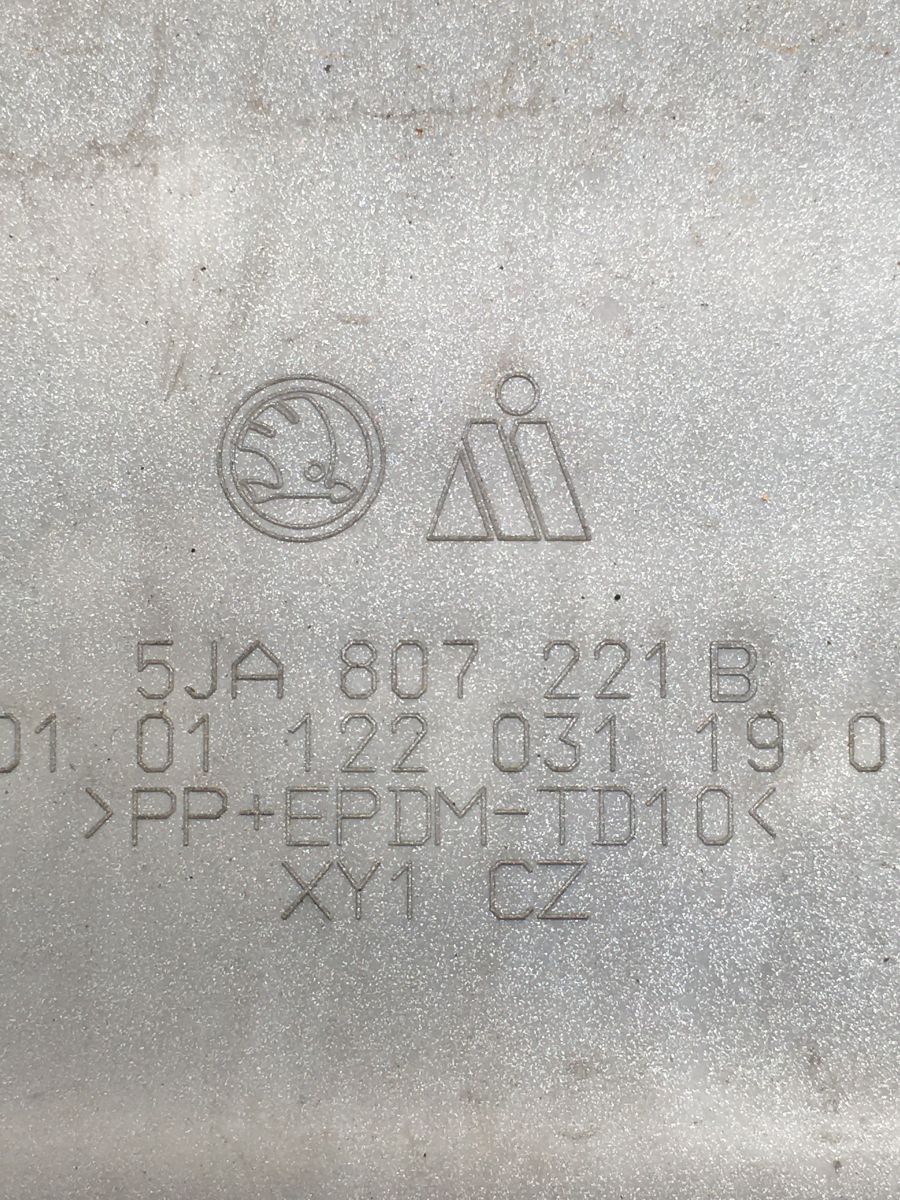 5JA 807 221 B
01 01 122 031 19 0
>PP+EPDM-TD10<
XY1 CZ